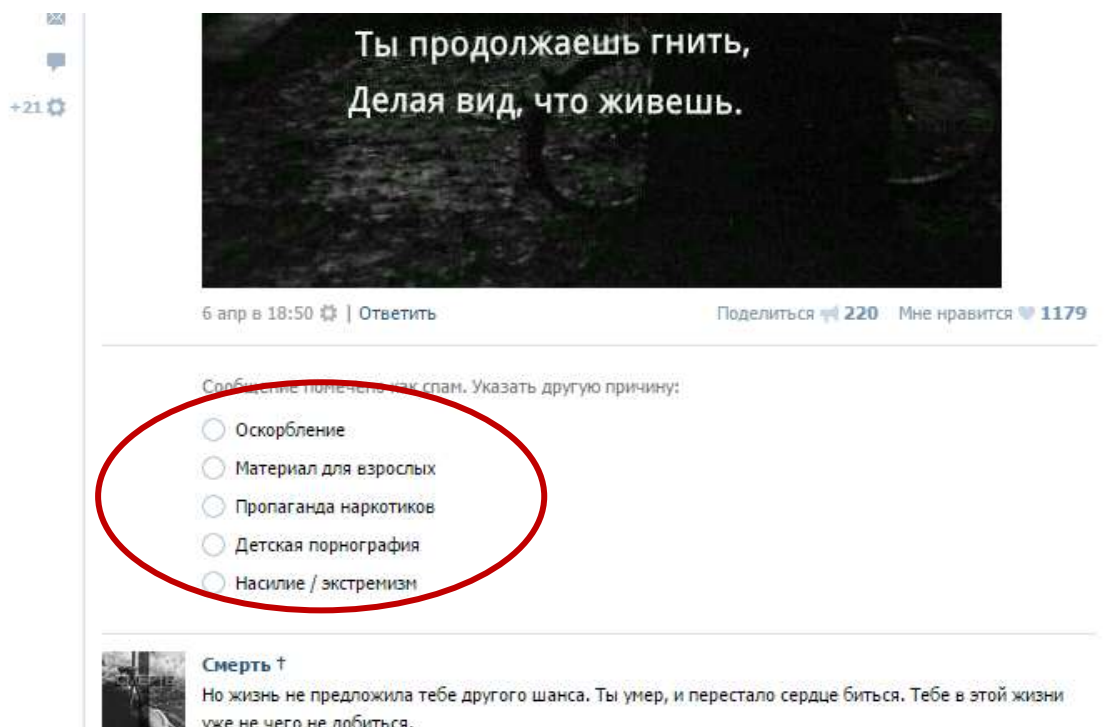 Ты продолжаешь гнить,
Делая вид, что живешь.
+21
6 апр в 18:50 | Ответить Поделиться 220 Мне нравится 1179
Сообщение помечено как спам. Указать другую причину:
Оскорбление
Материал для взрослых
Пропаганда наркотиков
Детская порнография
Насилие / экстремизм
Смерть †
Но жизнь не предложила тебе другого шанса. Ты умер, и перестало сердце биться. Тебе в этой жизни
уже не чего не добиться.